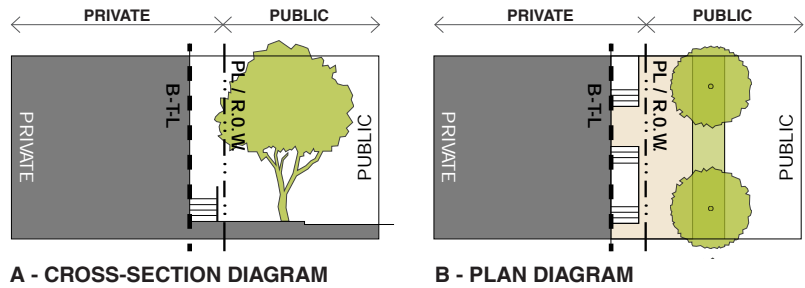 PRIVATE PUBLIC
PRIVATE
B-T-L
PL / R.O.W.
PUBLIC
A - CROSS-SECTION DIAGRAM
PRIVATE PUBLIC
PRIVATE
B-T-L
PL / R.O.W.
PUBLIC
B - PLAN DIAGRAM